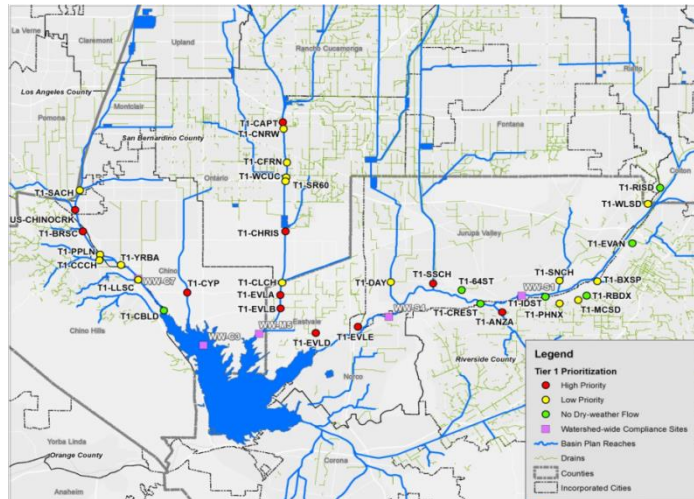 La Verne
Claremont
Upland
Rancho Cucamonga
Rialto
Los Angeles County
Montclair
Fontana
Pomona
San Bernardino County
T1-CAPT
T1-CNRW
Colton
Ontario
T1-CFRN
T1-WCUC
T1-SR60
T1-RISD
T1-SACH
T1-WLSD
US-CHINOCRK
T1-BRSC
T1-CHRIS
Jurupa Valley
T1-EVAN
T1-PPLN
T1-CCCH
T1-YRBA
Chino
T1-LLSC
WW-C7
T1-CYP
T1-CLCH
T1-DAY
T1-SSCH
T1-64ST
T1-SNCH
T1-BXSP
WW-S1
T1-EVLA
T1-EVLB
T1-IDST
T1-RBDX
T1-CBLD
T1-CREST
T1-PHNX
T1-MCSD
WW-S4
T1-ANZA
Chino Hills
WW-M5
Eastvale
WW-C3
T1-EVLD
T1-EVLE
Riverside County
Norco
Yorba Linda
Orange County
Corona
Anaheim
Legend
Tier 1 Prioritization
High Priority
Low Priority
No Dry-weather Flow
Watershed-wide Compliance Sites
Basin Plan Reaches
Drains
Counties
Incorporated Cities